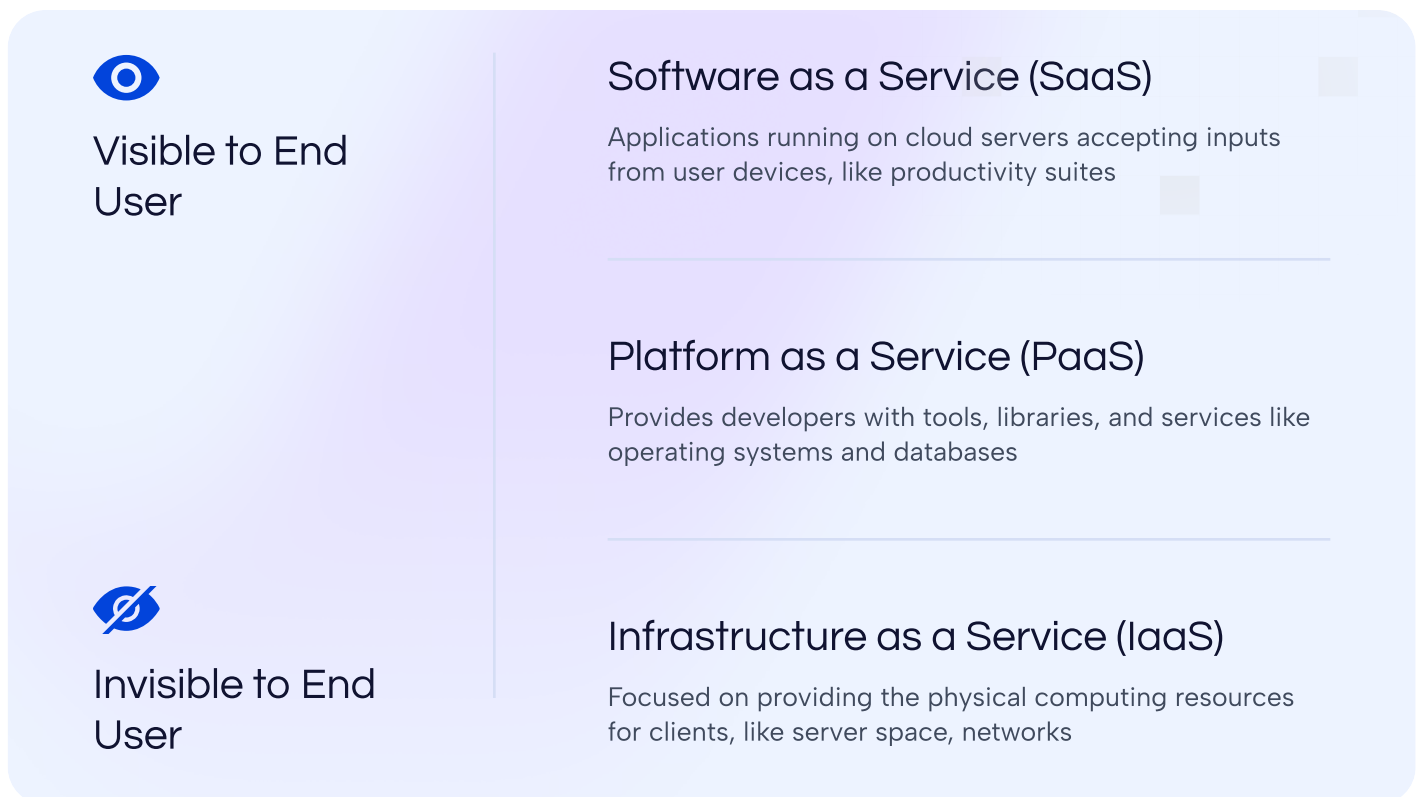 Visible to End
User
Software as a Service (SaaS)
Applications running on cloud servers accepting inputs
from user devices, like productivity suites
Platform as a Service (PaaS)
Provides developers with tools, libraries, and services like
operating systems and databases
Invisible to End
User
Infrastructure as a Service (IaaS)
Focused on providing the physical computing resources
for clients, like server space, networks